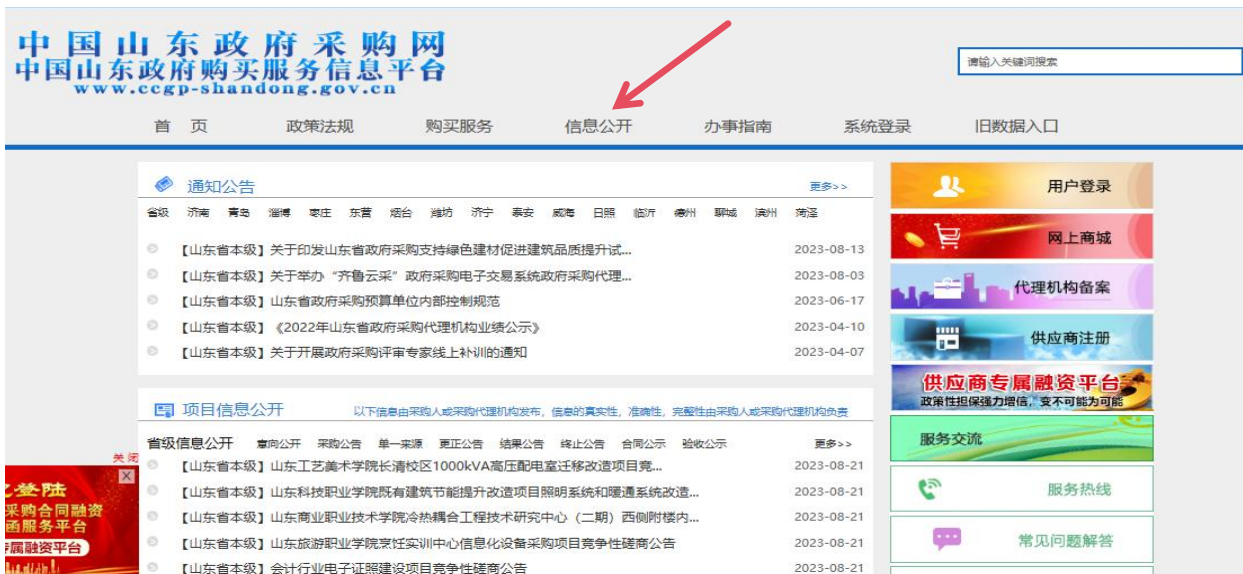 中国山东政府采购网
中国山东政府购买服务信息平台
www.ccgp-shandong.gov.cn
请输入关键词搜索
首 页 政策法规 购买服务 信息公开 办事指南 系统登录 旧数据入口
通知公告 更多>>
省级 济南 青岛 淄博 枣庄 东营 烟台 潍坊 济宁 泰安 威海 日照 临沂 德州 聊城 滨州 菏泽
【山东省本级】关于印发山东省政府采购支持绿色建材促进建筑品质提升试... 2023-08-13
【山东省本级】关于举办“齐鲁云采”政府采购电子交易系统政府采购代理... 2023-08-03
【山东省本级】山东省政府采购预算单位内部控制规范 2023-06-17
【山东省本级】《2022年山东省政府采购代理机构业绩公示》 2023-04-10
【山东省本级】关于开展政府采购评审专家线上补训的通知 2023-04-07
项目信息公开 以下信息由采购人或采购代理机构发布，信息的真实性，准确性，完整性由采购人或采购代理机构负责
省级信息公开 意向公开 采购公告 单一来源 更正公告 结果公告 终止公告 合同公示 验收公示 更多>>
【山东省本级】山东工艺美术学院长清校区1000kVA高压配电室迁移改造项目竞... 2023-08-21
【山东省本级】山东科技职业学院既有建筑节能提升改造项目照明系统和暖通系统改造... 2023-08-21
【山东省本级】山东商业职业技术学院冷热耦合工程技术研究中心（二期）西侧附楼内... 2023-08-21
【山东省本级】山东旅游职业学院烹饪实训中心信息化设备采购项目竞争性磋商公告 2023-08-21
【山东省本级】会计行业电子证照建设项目竞争性磋商公告 2023-08-21
用户登录
网上商城
代理机构备案
供应商注册
供应商专属融资平台
政策性担保强力增信，变不可能为可能
服务交流
服务热线
常见问题解答
关闭
登陆
采购合同融资
函服务平台
属融资平台